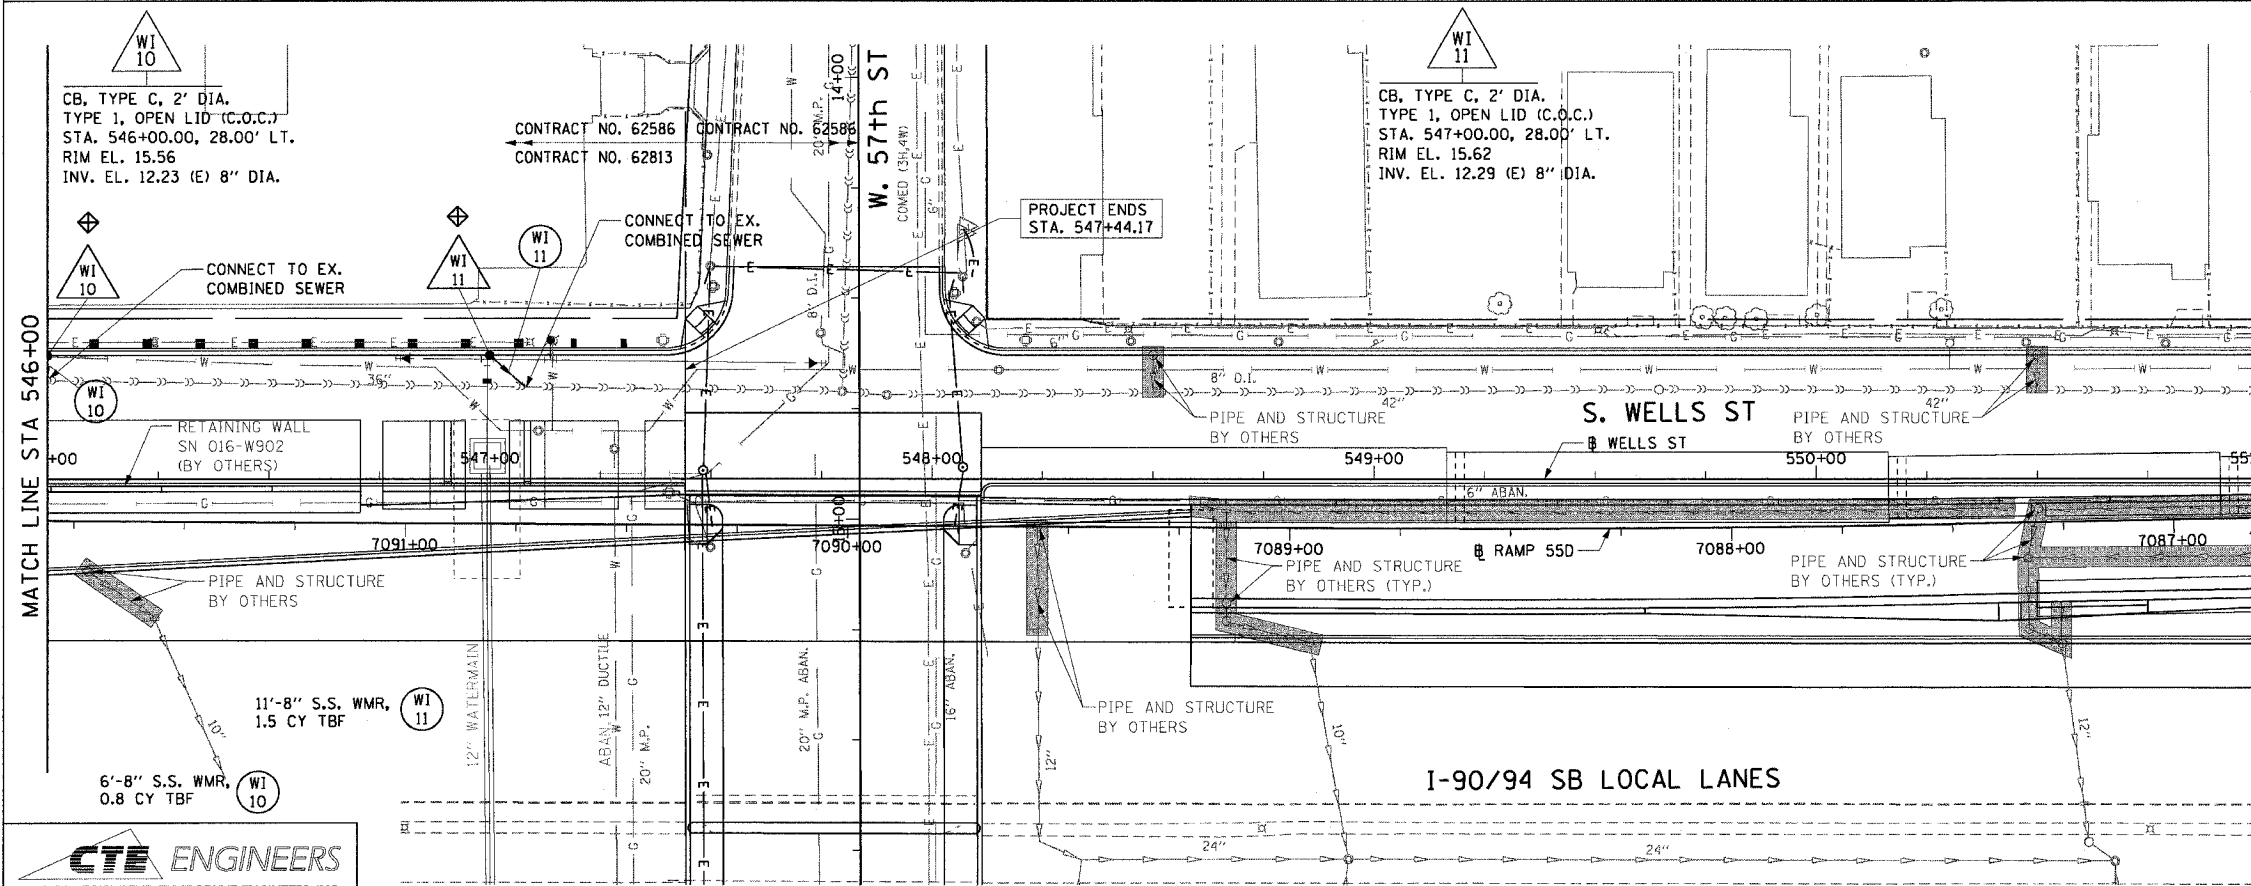 WI
10
CB, TYPE C, 2' DIA.
TYPE 1, OPEN LID (C.O.C.)
STA. 546+00.00, 28.00' LT.
RIM EL. 15.56
INV. EL. 12.23 (E) 8" DIA.
WI
11
CB, TYPE C, 2' DIA.
TYPE 1, OPEN LID (C.O.C.)
STA. 547+00.00, 28.00' LT.
RIM EL. 15.62
INV. EL. 12.29 (E) 8" DIA.
CONTRACT NO. 62586
CONTRACT NO. 62586
CONTRACT NO. 62813
20" M.P.
14+00
W. 57th ST
COMED (3H,4W)
6"
PROJECT ENDS
STA. 547+44.17
WI
10
CONNECT TO EX.
COMBINED SEWER
WI
11
WI
11
CONNECT TO EX.
COMBINED SEWER
8" D.I.
MATCH LINE STA 546+00
WI
10
36"
6"
8" D.I.
42"
42"
S. WELLS ST
PIPE AND STRUCTURE
BY OTHERS
PIPE AND STRUCTURE
BY OTHERS
RETAINING WALL
SN 016-W902
(BY OTHERS)
+00
547+00
548+00
549+00
550+00
℄ WELLS ST
6" ABAN.
7091+00
7090+00
7089+00
7088+00
7087+00
℄ RAMP 55D
PIPE AND STRUCTURE
BY OTHERS
PIPE AND STRUCTURE
BY OTHERS (TYP.)
PIPE AND STRUCTURE
BY OTHERS (TYP.)
PIPE AND STRUCTURE
BY OTHERS
11'-8" S.S. WMR,
1.5 CY TBF
WI
11
6'-8" S.S. WMR,
0.8 CY TBF
WI
10
10"
12" WATERMAIN
ABAN. 12" DUCTILE
20" M.P.
20" M.P. ABAN.
16" ABAN.
12"
10"
12"
I-90/94 SB LOCAL LANES
24"
24"
CTE ENGINEERS